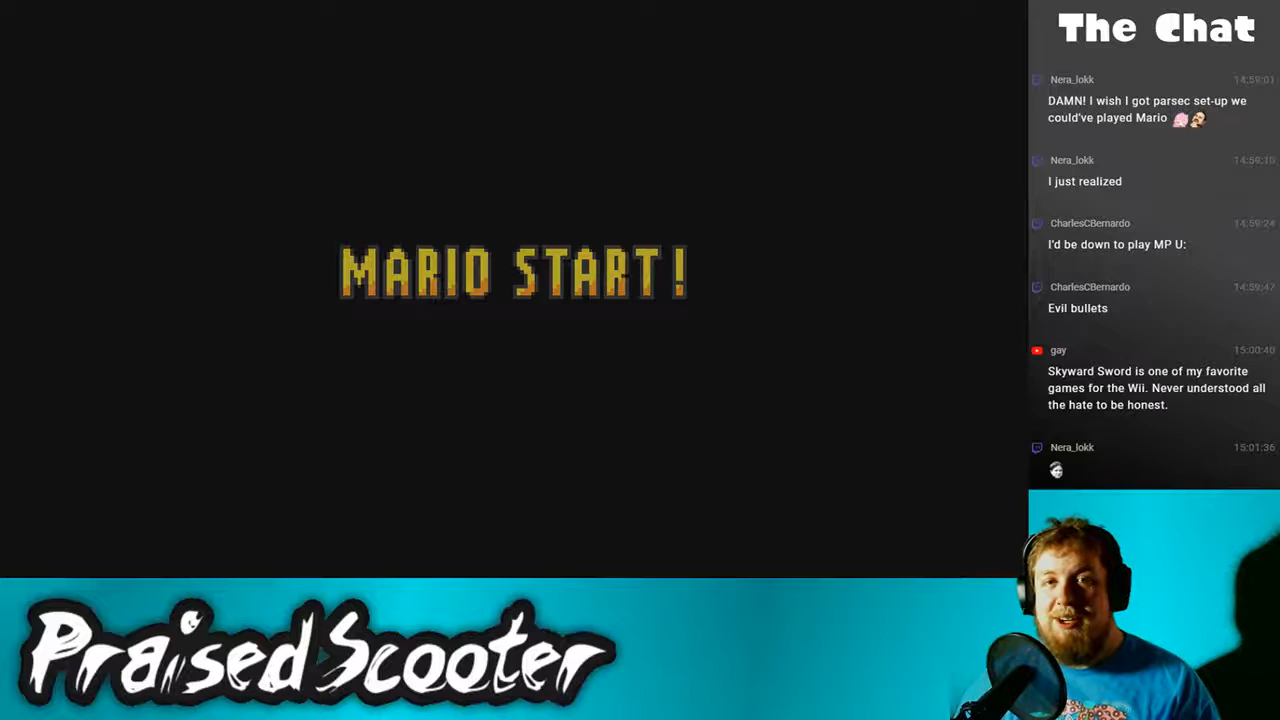 MARIO START!
The Chat
Nera_lokk 14:59:01
DAMN! I wish I got parsec set-up we
could've played Mario
Nera_lokk 14:59:10
I just realized
CharlesCBernardo 14:59:24
I'd be down to play MP U:
CharlesCBernardo 14:59:47
Evil bullets
gay 15:00:40
Skyward Sword is one of my favorite
games for the Wii. Never understood all
the hate to be honest.
Nera_lokk 15:01:36
PraisedScooter